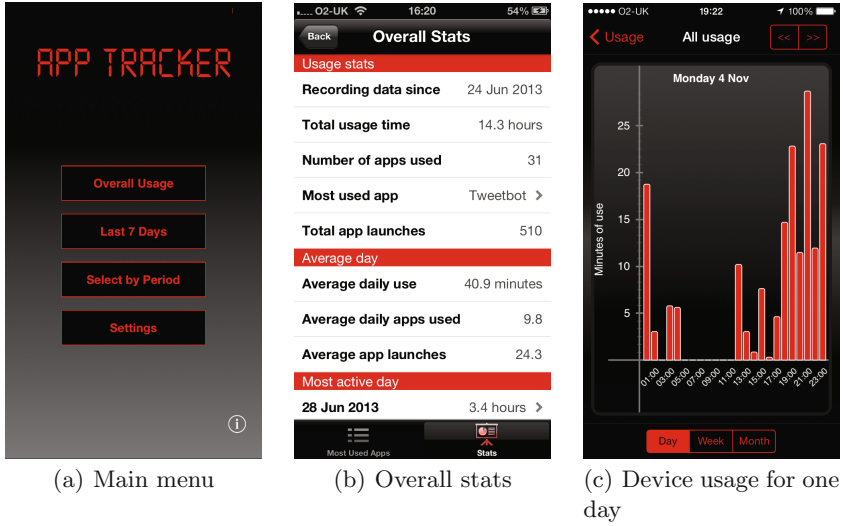 APP TRACKER
Overall Usage
Last 7 Days
Select by Period
Settings
i
(a) Main menu
O2-UK 16:20 54%
Back Overall Stats
Usage stats
Recording data since 24 Jun 2013
Total usage time 14.3 hours
Number of apps used 31
Most used app Tweetbot >
Total app launches 510
Average day
Average daily use 40.9 minutes
Average daily apps used 9.8
Average app launches 24.3
Most active day
28 Jun 2013 3.4 hours >
Most Used Apps Stats
(b) Overall stats
O2-UK 19:22 100%
< Usage All usage << >>
Monday 4 Nov
Minutes of use
25
20
15
10
5
01:00 03:00 05:00 07:00 09:00 11:00 13:00 15:00 17:00 19:00 21:00 23:00
Day Week Month
(c) Device usage for one
day